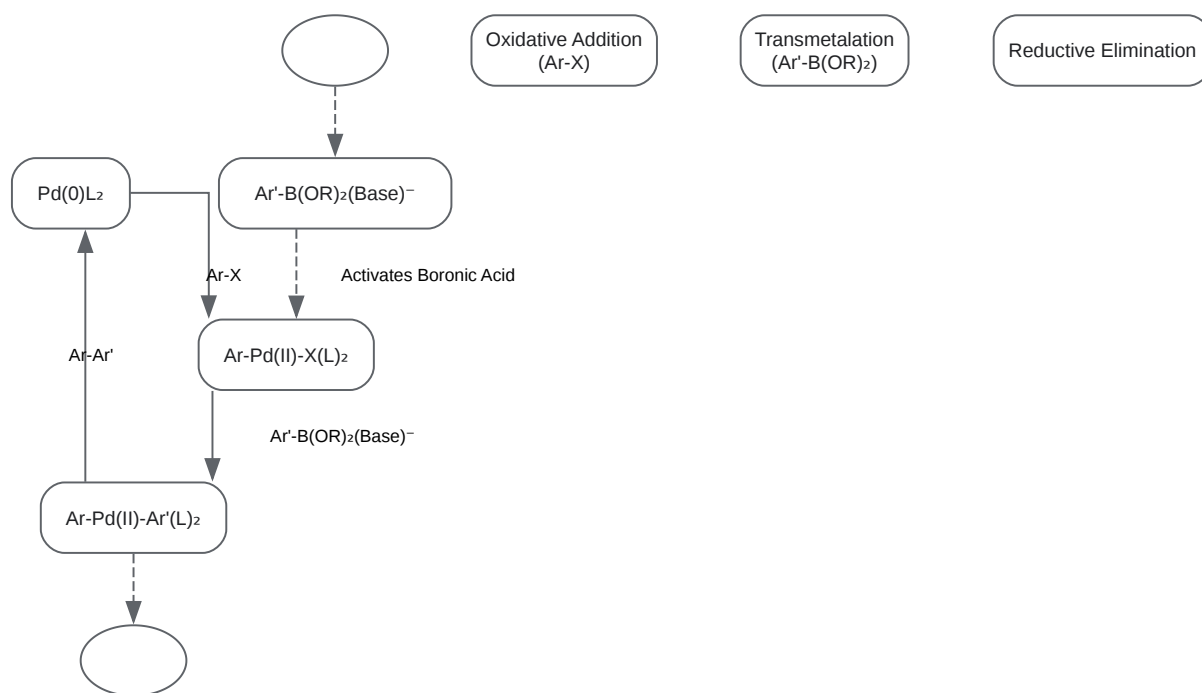 Oxidative Addition
(Ar-X)
Transmetalation
(Ar'-B(OR)₂)
Reductive Elimination
Pd(0)L₂
Ar'-B(OR)₂(Base)⁻
Ar-X
Activates Boronic Acid
Ar-Ar'
Ar-Pd(II)-X(L)₂
Ar'-B(OR)₂(Base)⁻
Ar-Pd(II)-Ar'(L)₂